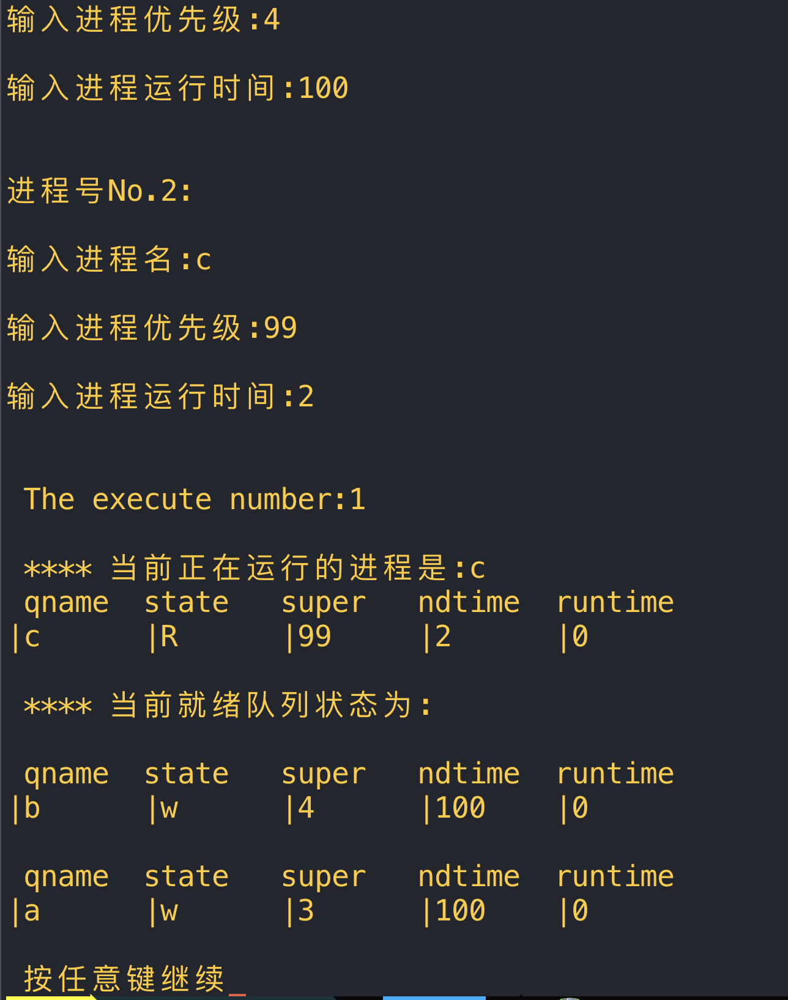 输入进程优先级:4
输入进程运行时间:100
进程号No.2:
输入进程名:c
输入进程优先级:99
输入进程运行时间:2
The execute number:1
**** 当前正在运行的进程是:c
qname state super ndtime runtime
|c |R |99 |2 |0
**** 当前就绪队列状态为:
qname state super ndtime runtime
|b |w |4 |100 |0
qname state super ndtime runtime
|a |w |3 |100 |0
按任意键继续